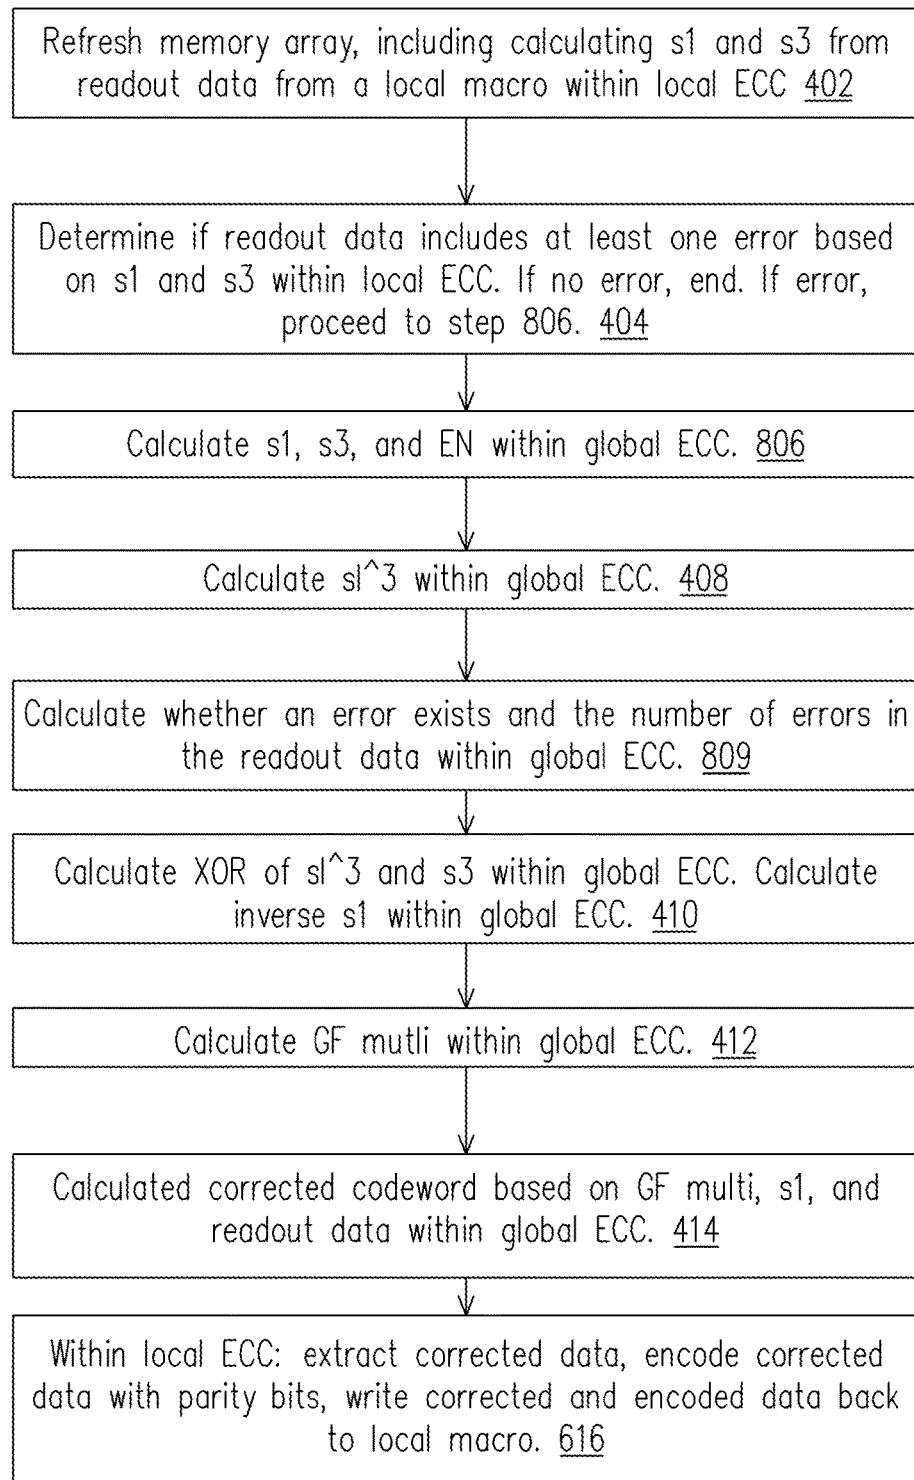 Refresh memory array, including calculating s1 and s3 from
readout data from a local macro within local ECC 402
Determine if readout data includes at least one error based
on s1 and s3 within local ECC. If no error, end. If error,
proceed to step 806. 404
Calculate s1, s3, and EN within global ECC. 806
Calculate sl^3 within global ECC. 408
Calculate whether an error exists and the number of errors in
the readout data within global ECC. 809
Calculate XOR of sl^3 and s3 within global ECC. Calculate
inverse s1 within global ECC. 410
Calculate GF mutli within global ECC. 412
Calculated corrected codeword based on GF multi, s1, and
readout data within global ECC. 414
Within local ECC: extract corrected data, encode corrected
data with parity bits, write corrected and encoded data back
to local macro. 616